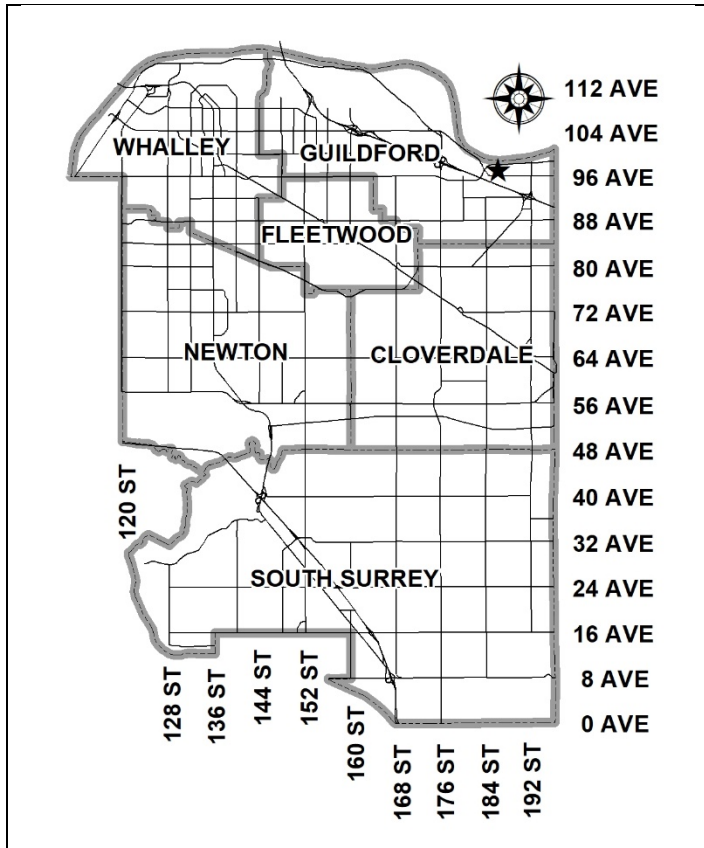 112 AVE
104 AVE
WHALLEY
GUILDFORD
96 AVE
88 AVE
FLEETWOOD
80 AVE
72 AVE
NEWTON
CLOVERDALE
64 AVE
56 AVE
48 AVE
120 ST
40 AVE
32 AVE
SOUTH SURREY
24 AVE
16 AVE
128 ST
136 ST
144 ST
152 ST
160 ST
8 AVE
0 AVE
168 ST
176 ST
184 ST
192 ST